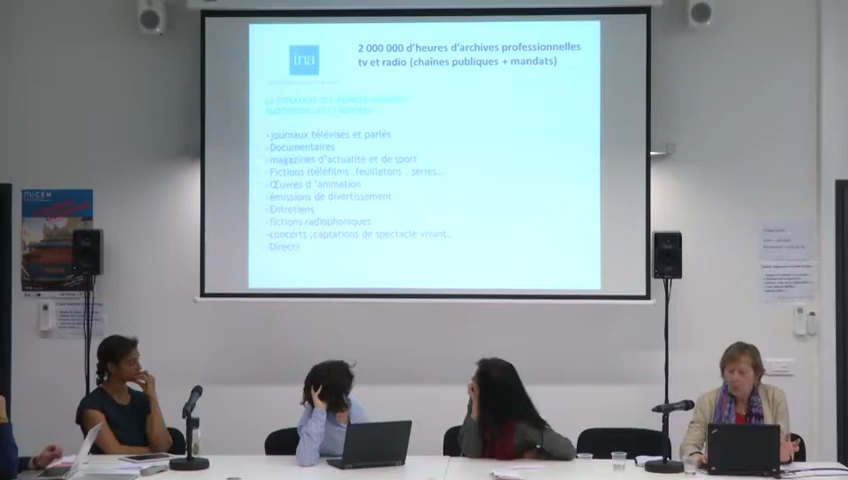 ina
2 000 000 d'heures d'archives professionnelles
tv et radio (chaînes publiques + mandats)
-journaux télévisés et parlés
-Documentaires
-magazines d'actualité et de sport
-Fictions (téléfilms ,feuilletons , séries…
-Œuvres d 'animation
-émissions de divertissement
-Entretiens
-fictions radiophoniques
-concerts ,captations de spectacle vivant…
-Direct)